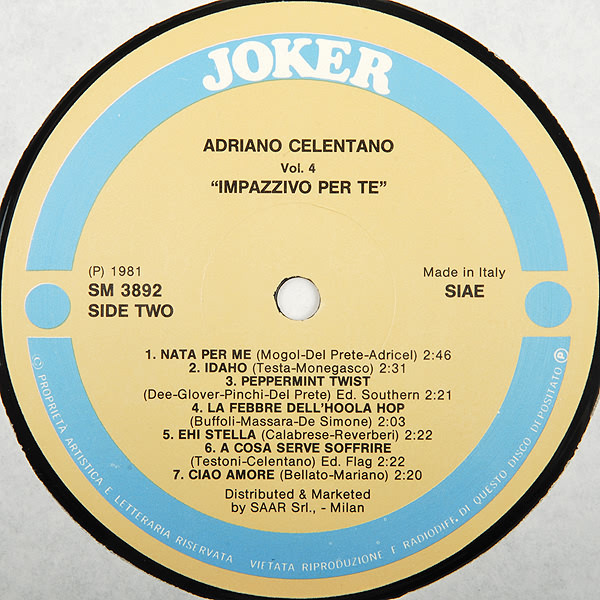 JOKER
ADRIANO CELENTANO
Vol. 4
“IMPAZZIVO PER TE”
(P) 1981
SM 3892
SIDE TWO
Made in Italy
SIAE
1. NATA PER ME (Mogol-Del Prete-Adricel) 2:46
2. IDAHO (Testa-Monegasco) 2:31
3. PEPPERMINT TWIST
(Dee-Glover-Pinchi-Del Prete) Ed. Southern 2:21
4. LA FEBBRE DELL’HOOLA HOP
(Buffoli-Massara-De Simone) 2:03
5. EHI STELLA (Calabrese-Reverberi) 2:22
6. A COSA SERVE SOFFRIRE
(Testoni-Celentano) Ed. Flag 2:22
7. CIAO AMORE (Bellato-Mariano) 2:20
Distributed & Marketed
by SAAR Srl., - Milan
© PROPRIETA ARTISTICA E LETTERARIA RISERVATA VIETATA RIPRODUZIONE E RADIODIFF. DI QUESTO DISCO DEPOSITATO ℗